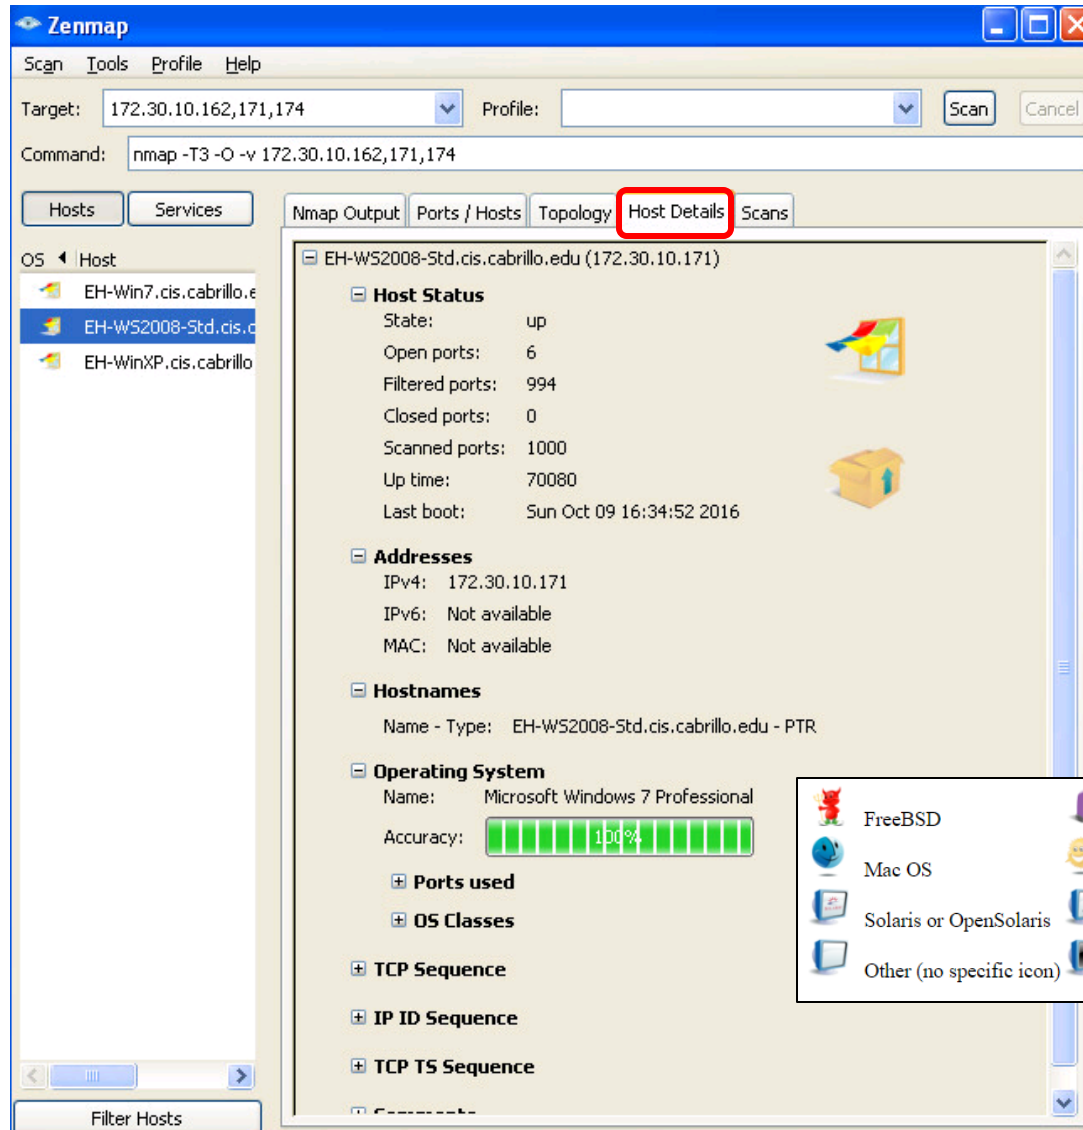 Zenmap
Scan Tools Profile Help
Target: 172.30.10.162,171,174 Profile: Scan Cancel
Command: nmap -T3 -O -v 172.30.10.162,171,174
Hosts Services
Nmap Output Ports / Hosts Topology Host Details Scans
OS Host
EH-Win7.cis.cabrillo.e
EH-WS2008-Std.cis.c
EH-WinXP.cis.cabrillo
EH-WS2008-Std.cis.cabrillo.edu (172.30.10.171)
Host Status
State: up
Open ports: 6
Filtered ports: 994
Closed ports: 0
Scanned ports: 1000
Up time: 70080
Last boot: Sun Oct 09 16:34:52 2016
Addresses
IPv4: 172.30.10.171
IPv6: Not available
MAC: Not available
Hostnames
Name - Type: EH-WS2008-Std.cis.cabrillo.edu - PTR
Operating System
Name: Microsoft Windows 7 Professional
Accuracy: 100%
Ports used
OS Classes
TCP Sequence
IP ID Sequence
TCP TS Sequence
FreeBSD
Mac OS
Solaris or OpenSolaris
Other (no specific icon)
Filter Hosts